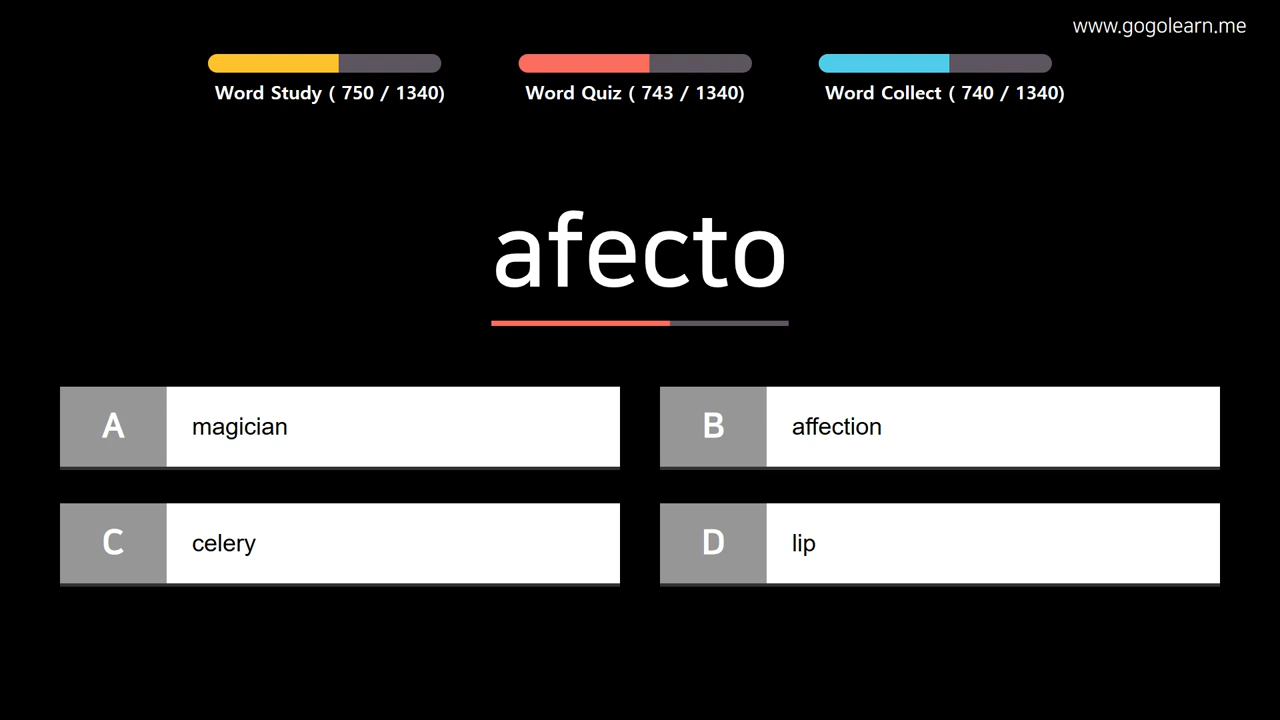 www.gogolearn.me
Word Study ( 750 / 1340)
Word Quiz ( 743 / 1340)
Word Collect ( 740 / 1340)
afecto
A magician
B affection
C celery
D lip